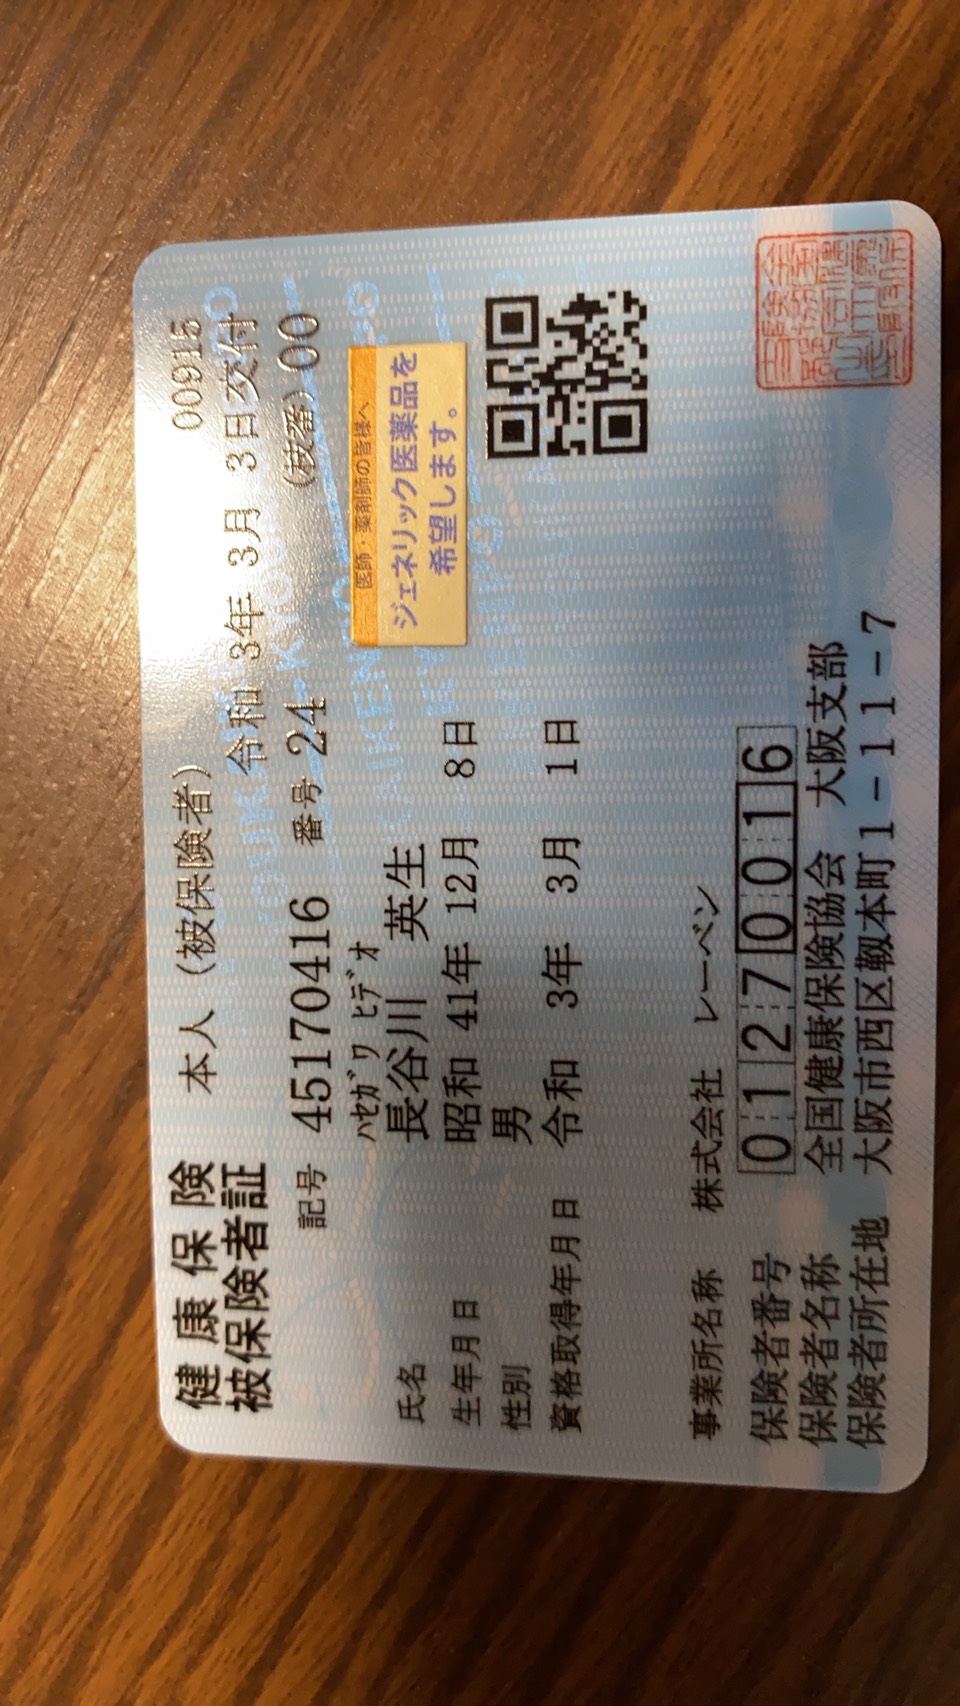 健康保険
被保険者証
本人（被保険者）
00915
令和 3年 3月 3日交付
記号 45170416 番号 24 (枝番) 00
ﾊｾｶﾞﾜ ﾋﾃﾞｵ
氏名 長谷川 英生
生年月日 昭和 41年 12月 8日
性別 男
資格取得年月日 令和 3年 3月 1日
医師・薬剤師の皆様へ
ジェネリック医薬品を
希望します。
事業所名称 株式会社 レーベン
保険者番号 01270016
保険者名称 全国健康保険協会 大阪支部
保険者所在地 大阪市西区靱本町1-11-7